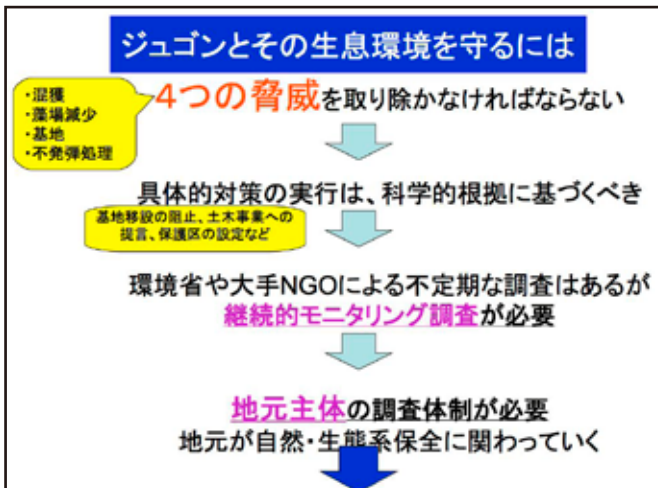 ジュゴンとその生息環境を守るには
・混獲
・藻場減少
・基地
・不発弾処理
4つの脅威を取り除かなければならない
具体的対策の実行は、科学的根拠に基づくべき
基地移設の阻止、土木事業への
提言、保護区の設定など
環境省や大手NGOによる不定期な調査はあるが
継続的モニタリング調査が必要
地元主体の調査体制が必要
地元が自然・生態系保全に関わっていく